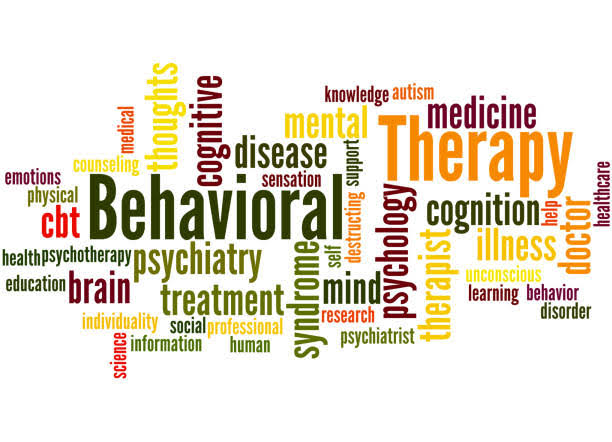 knowledge
autism
medicine
mental
Therapy
thoughts
cognitive
medical
counseling
disease
sensation
support
emotions
physical
cbt
Behavioral
destructing
psychology
cognition
help
doctor
healthcare
health
psychotherapy
psychiatry
self
illness
education
brain
treatment
syndrome
mind
therapist
unconscious
learning
behavior
disorder
individuality
social
professional
research
psychiatrist
science
information
human